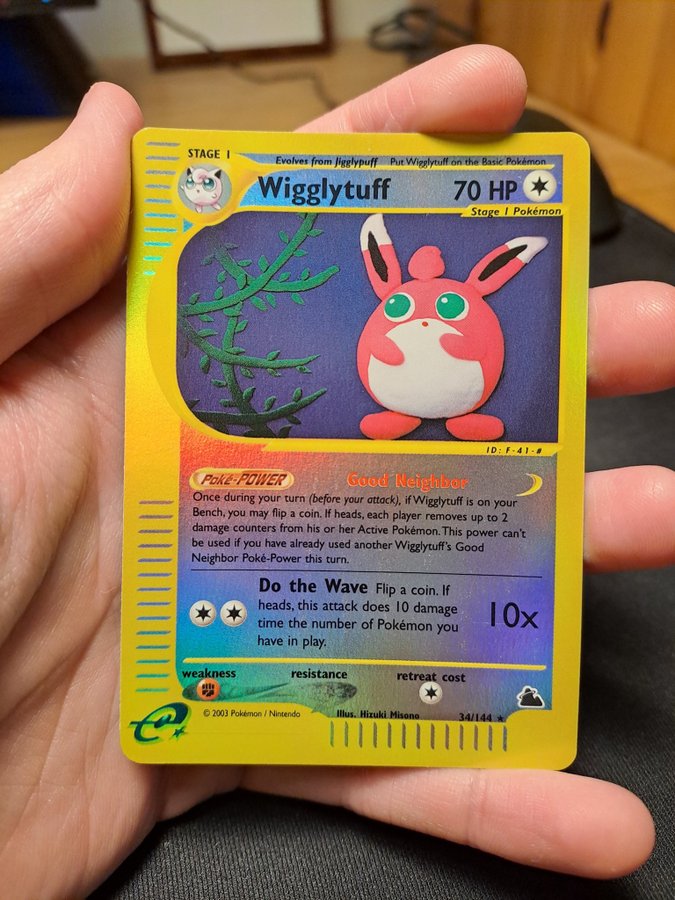 STAGE 1
Evolves from Jigglypuff Put Wigglytuff on the Basic Pokémon
Wigglytuff 70 HP
Stage 1 Pokémon
ID: F-41-#
Poké-POWER Good Neighbor
Once during your turn (before your attack), if Wigglytuff is on your
Bench, you may flip a coin. If heads, each player removes up to 2
damage counters from his or her Active Pokémon. This power can't
be used if you have already used another Wigglytuff's Good
Neighbor Poké-Power this turn.
Do the Wave Flip a coin. If
heads, this attack does 10 damage
time the number of Pokémon you
have in play.
10x
weakness resistance retreat cost
e
© 2003 Pokémon / Nintendo Illus. Hizuki Misono 34/144 ★